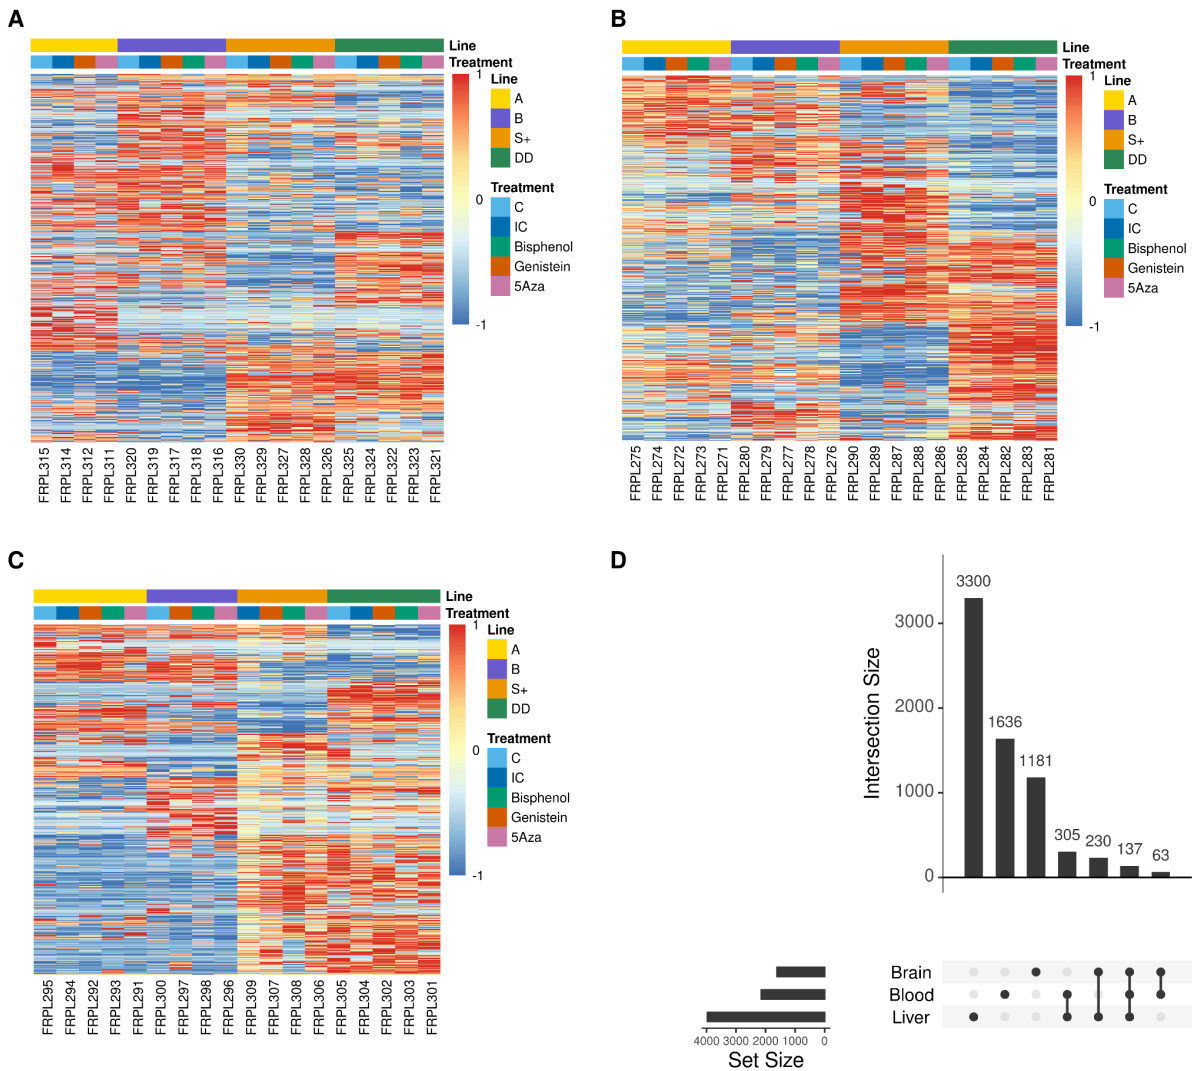 A
Line
Treatment
1
0
-1
Line
A
B
S+
DD
Treatment
C
IC
Bisphenol
Genistein
5Aza
FRPL315
FRPL314
FRPL312
FRPL311
FRPL320
FRPL319
FRPL317
FRPL318
FRPL316
FRPL330
FRPL329
FRPL327
FRPL328
FRPL326
FRPL325
FRPL324
FRPL322
FRPL323
FRPL321
B
Line
Treatment
1
0
-1
Line
A
B
S+
DD
Treatment
C
IC
Bisphenol
Genistein
5Aza
FRPL275
FRPL274
FRPL272
FRPL273
FRPL271
FRPL280
FRPL279
FRPL277
FRPL278
FRPL276
FRPL290
FRPL289
FRPL287
FRPL288
FRPL286
FRPL285
FRPL284
FRPL282
FRPL283
FRPL281
C
Line
Treatment
1
0
-1
Line
A
B
S+
DD
Treatment
C
IC
Bisphenol
Genistein
5Aza
FRPL295
FRPL294
FRPL292
FRPL293
FRPL291
FRPL300
FRPL297
FRPL298
FRPL296
FRPL309
FRPL307
FRPL308
FRPL306
FRPL305
FRPL304
FRPL302
FRPL303
FRPL301
D
Intersection Size
3000
2000
1000
0
3300
1636
1181
305
230
137
63
Brain
Blood
Liver
4000 3000 2000 1000 0
Set Size